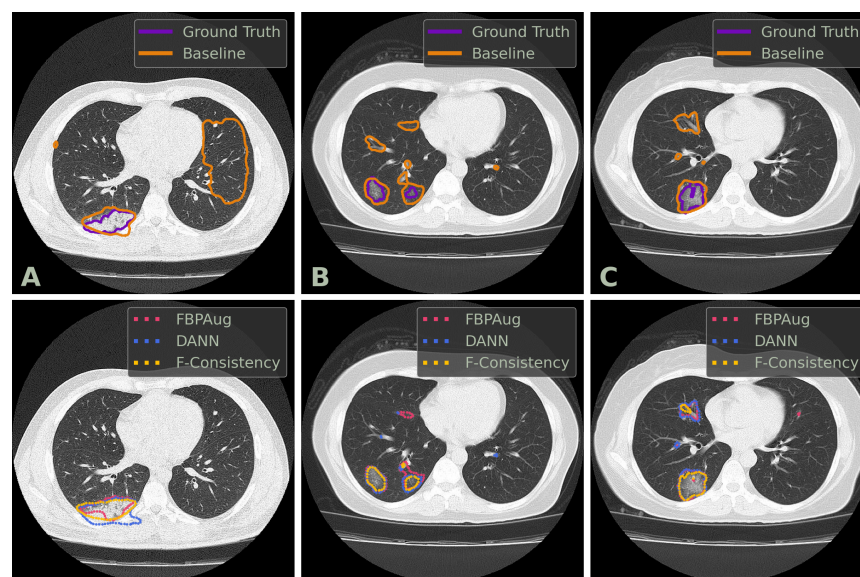 Ground Truth
Baseline
Ground Truth
Baseline
Ground Truth
Baseline
A
B
C
FBPAug
DANN
F-Consistency
FBPAug
DANN
F-Consistency
FBPAug
DANN
F-Consistency